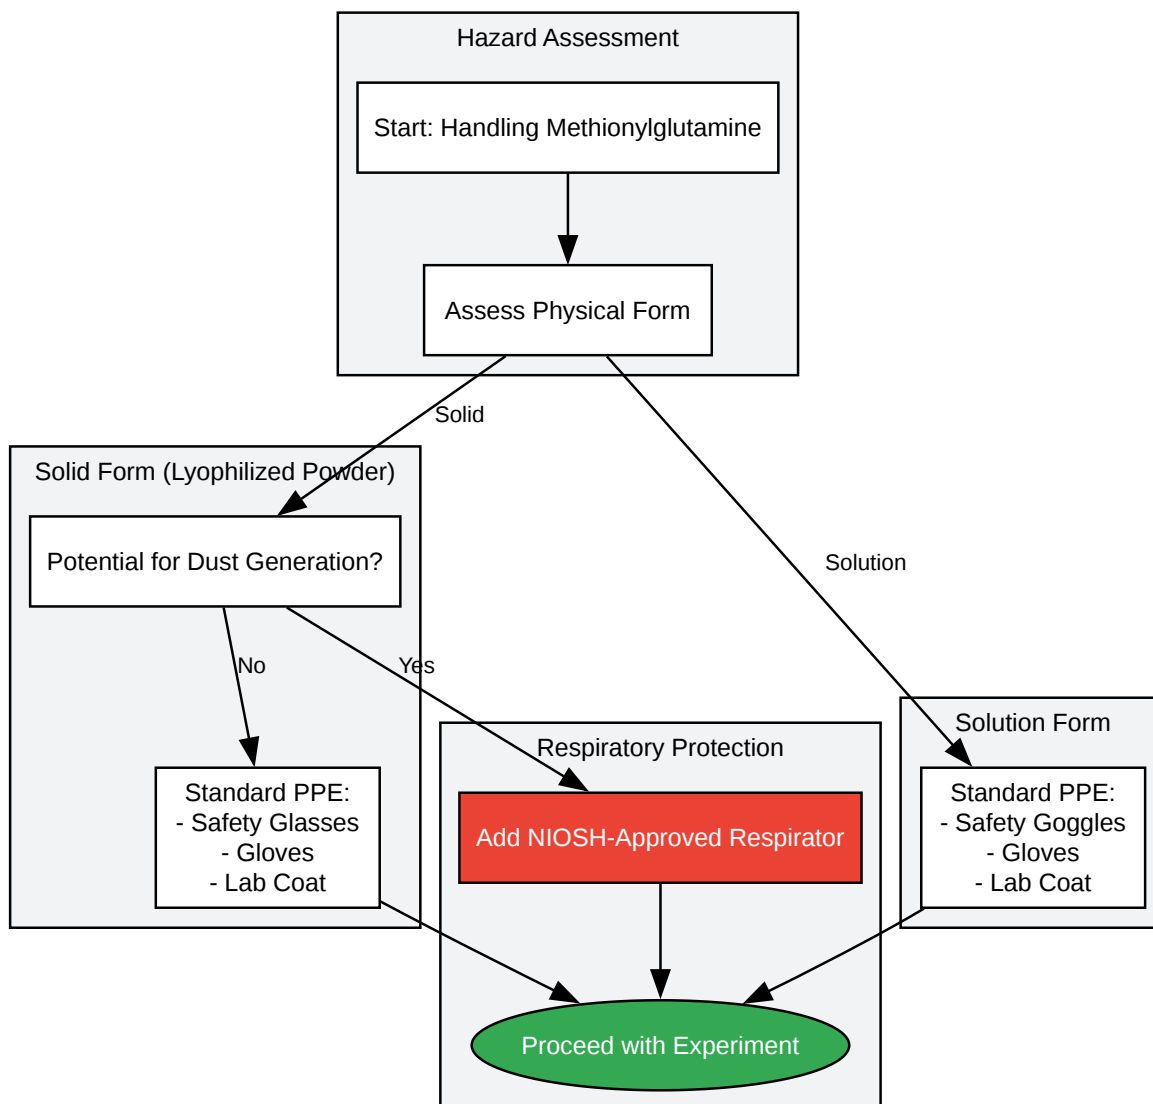 Hazard Assessment
Start: Handling Methionylglutamine
Assess Physical Form
Solid
Solution
Solid Form (Lyophilized Powder)
Potential for Dust Generation?
No
Yes
Standard PPE:
- Safety Glasses
- Gloves
- Lab Coat
Respiratory Protection
Add NIOSH-Approved Respirator
Solution Form
Standard PPE:
- Safety Goggles
- Gloves
- Lab Coat
Proceed with Experiment